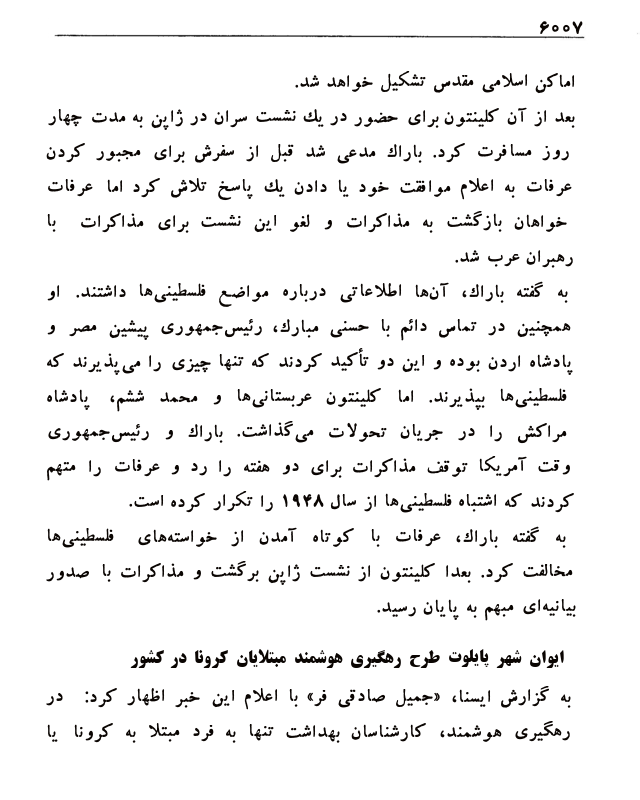 ۶۰۰۷
اماکن اسلامی مقدس تشکیل خواهد شد.
بعد از آن کلینتون برای حضور در یك نشست سران در ژاپن به مدت چهار
روز مسافرت کرد. باراك مدعی شد قبل از سفرش برای مجبور کردن
عرفات به اعلام موافقت خود یا دادن یك پاسخ تلاش کرد اما عرفات
خواهان بازگشت به مذاکرات و لغو این نشست برای مذاکرات با
رهبران عرب شد.
به گفته باراك، آن‌ها اطلاعاتی درباره مواضع فلسطینی‌ها داشتند. او
همچنین در تماس دائم با حسنی مبارك، رئیس‌جمهوری پیشین مصر و
پادشاه اردن بوده و این دو تأکید کردند که تنها چیزی را می‌پذیرند که
فلسطینی‌ها بپذیرند. اما کلینتون عربستانی‌ها و محمد ششم، پادشاه
مراکش را در جریان تحولات می‌گذاشت. باراك و رئیس‌جمهوری
وقت آمریکا توقف مذاکرات برای دو هفته را رد و عرفات را متهم
کردند که اشتباه فلسطینی‌ها از سال ۱۹۴۸ را تکرار کرده است.
به گفته باراك، عرفات با کوتاه آمدن از خواسته‌های فلسطینی‌ها
مخالفت کرد. بعدا کلینتون از نشست ژاپن برگشت و مذاکرات با صدور
بیانیه‌ای مبهم به پایان رسید.
ایوان شهر پایلوت طرح رهگیری هوشمند مبتلایان کرونا در کشور
به گزارش ایسنا، «جمیل صادقی فر» با اعلام این خبر اظهار کرد: در
رهگیری هوشمند، کارشناسان بهداشت تنها به فرد مبتلا به کرونا یا